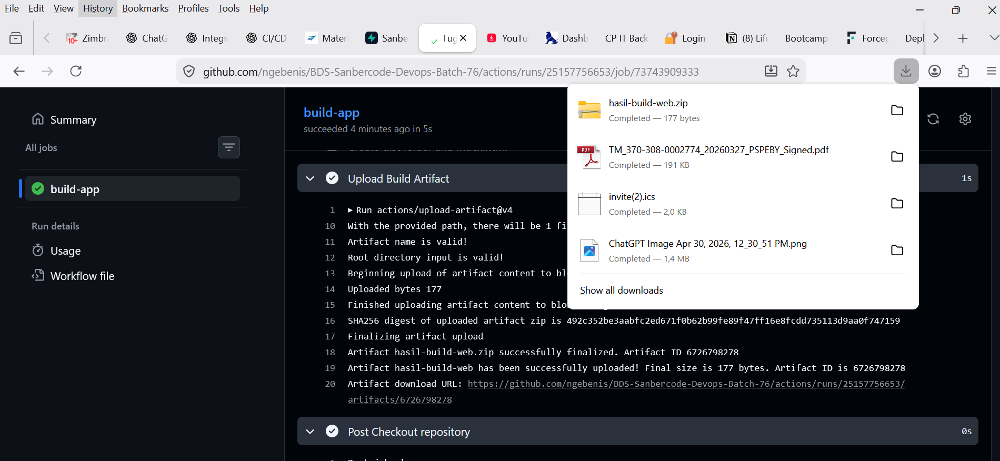 File Edit View History Bookmarks Profiles Tools Help
Zimbr ChatG Integra CI/CD Materi Sanbe Tug YouTu Dashb CP IT Back Login (8) Life Bootcamp Forcep Depl
github.com/ngebenis/BDS-Sanbercode-Devops-Batch-76/actions/runs/25157756653/job/73743909333
Summary
All jobs
build-app
Run details
Usage
Workflow file
build-app
succeeded 4 minutes ago in 5s
Upload Build Artifact
1s
1 Run actions/upload-artifact@v4
10 With the provided path, there will be 1 fi
11 Artifact name is valid!
12 Root directory input is valid!
13 Beginning upload of artifact content to bl
14 Uploaded bytes 177
15 Finished uploading artifact content to blo
16 SHA256 digest of uploaded artifact zip is 492c352be3aabfc2ed671f0b62b99fe89f47ff16e8fcdd735113d9aa0f747159
17 Finalizing artifact upload
18 Artifact hasil-build-web.zip successfully finalized. Artifact ID 6726798278
19 Artifact hasil-build-web has been successfully uploaded! Final size is 177 bytes. Artifact ID is 6726798278
20 Artifact download URL: https://github.com/ngebenis/BDS-Sanbercode-Devops-Batch-76/actions/runs/25157756653/
artifacts/6726798278
Post Checkout repository
0s
hasil-build-web.zip
Completed — 177 bytes
PDF
TM_370-308-0002774_20260327_PSPEBY_Signed.pdf
Completed — 191 KB
invite(2).ics
Completed — 2,0 KB
ChatGPT Image Apr 30, 2026, 12_30_51 PM.png
Completed — 1,4 MB
Show all downloads